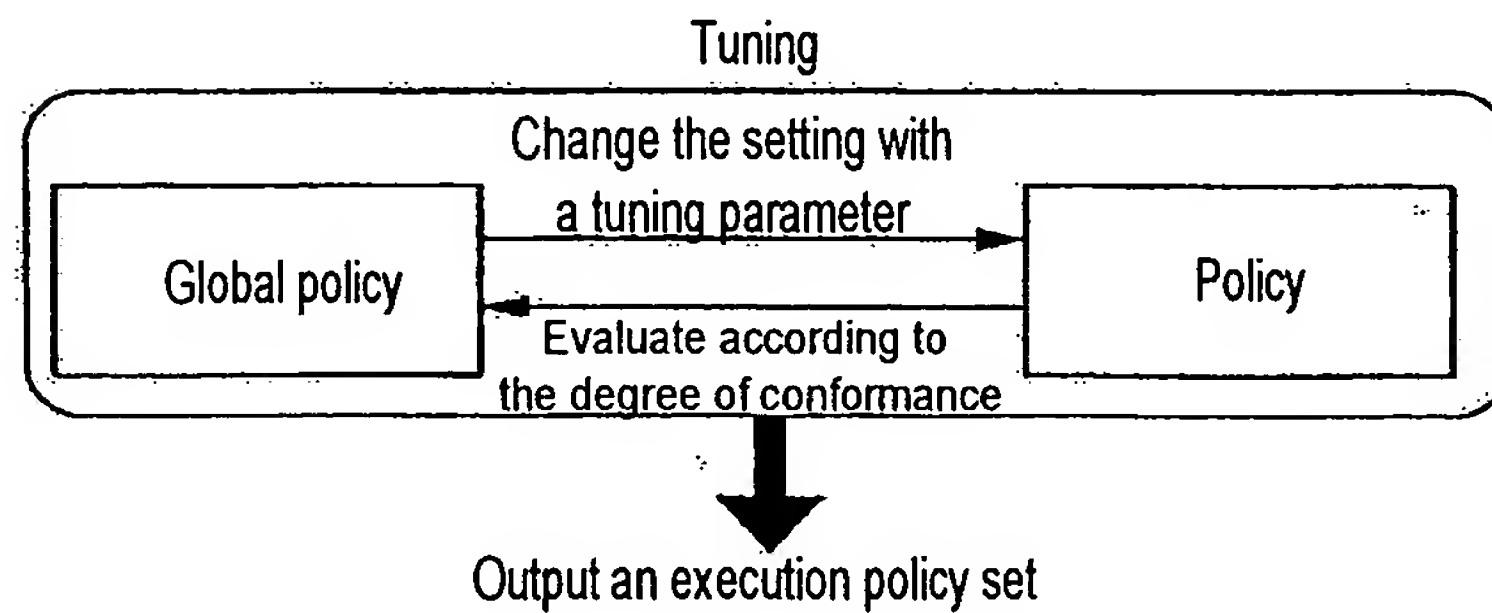 Tuning
Change the setting with
a tuning parameter
Global policy
Policy
Evaluate according to
the degree of conformance
Output an execution policy set